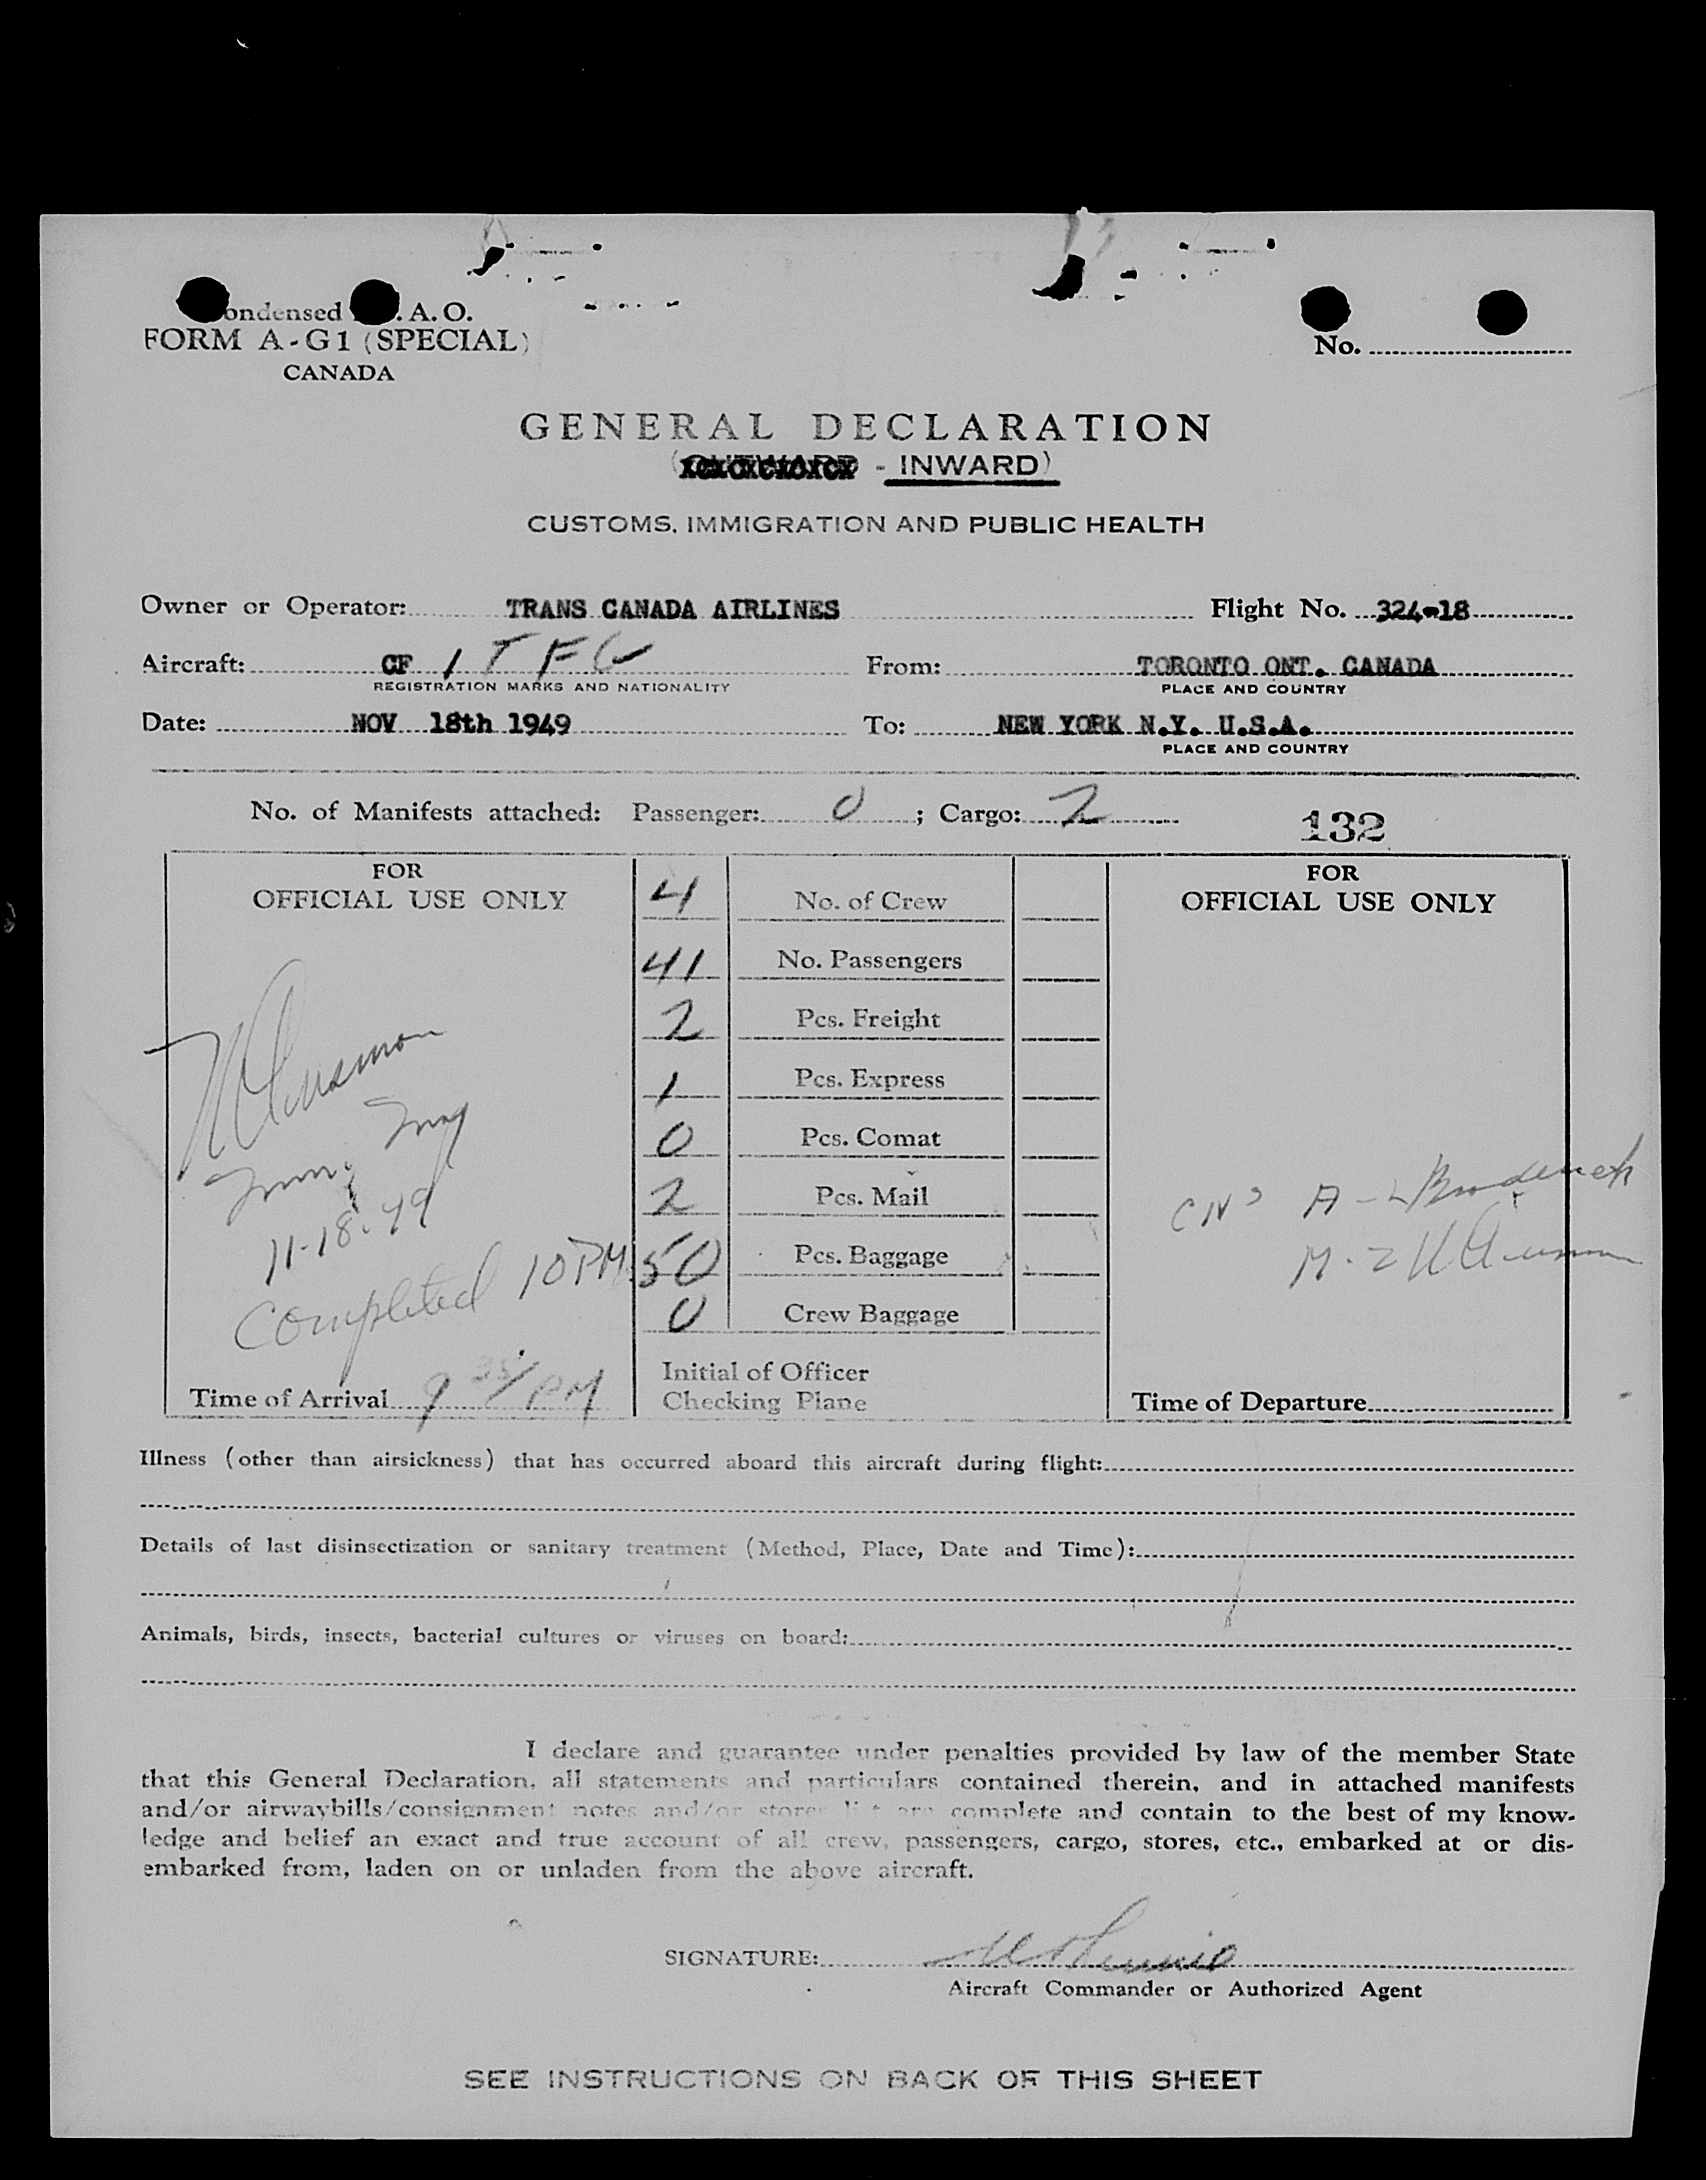 ondensed . A. O.
FORM A-G1 (SPECIAL)
CANADA
No.
GENERAL DECLARATION
- INWARD)
CUSTOMS, IMMIGRATION AND PUBLIC HEALTH
Owner or Operator: TRANS CANADA AIRLINES Flight No. 324-18
Aircraft: CF / T F G From: TORONTO ONT. CANADA
REGISTRATION MARKS AND NATIONALITY PLACE AND COUNTRY
Date: NOV 18th 1949 To: NEW YORK N.Y. U.S.A.
PLACE AND COUNTRY
No. of Manifests attached: Passenger: 0 ; Cargo: 2 132
FOR
OFFICIAL USE ONLY
11-18-49
Completed 10 PM
Time of Arrival 9 35/ PM
4 No. of Crew
41 No. Passengers
2 Pcs. Freight
1 Pcs. Express
0 Pcs. Comat
2 Pcs. Mail
50 Pcs. Baggage
0 Crew Baggage
Initial of Officer
Checking Plane
FOR
OFFICIAL USE ONLY
Time of Departure
Illness (other than airsickness) that has occurred aboard this aircraft during flight:
Details of last disinsectization or sanitary treatment (Method, Place, Date and Time):
Animals, birds, insects, bacterial cultures or viruses on board:
I declare and guarantee under penalties provided by law of the member State
that this General Declaration, all statements and particulars contained therein, and in attached manifests
and/or airwaybills/consignment notes and/or stores list are complete and contain to the best of my know-
ledge and belief an exact and true account of all crew, passengers, cargo, stores, etc., embarked at or dis-
embarked from, laden on or unladen from the above aircraft.
SIGNATURE:
Aircraft Commander or Authorized Agent
SEE INSTRUCTIONS ON BACK OF THIS SHEET